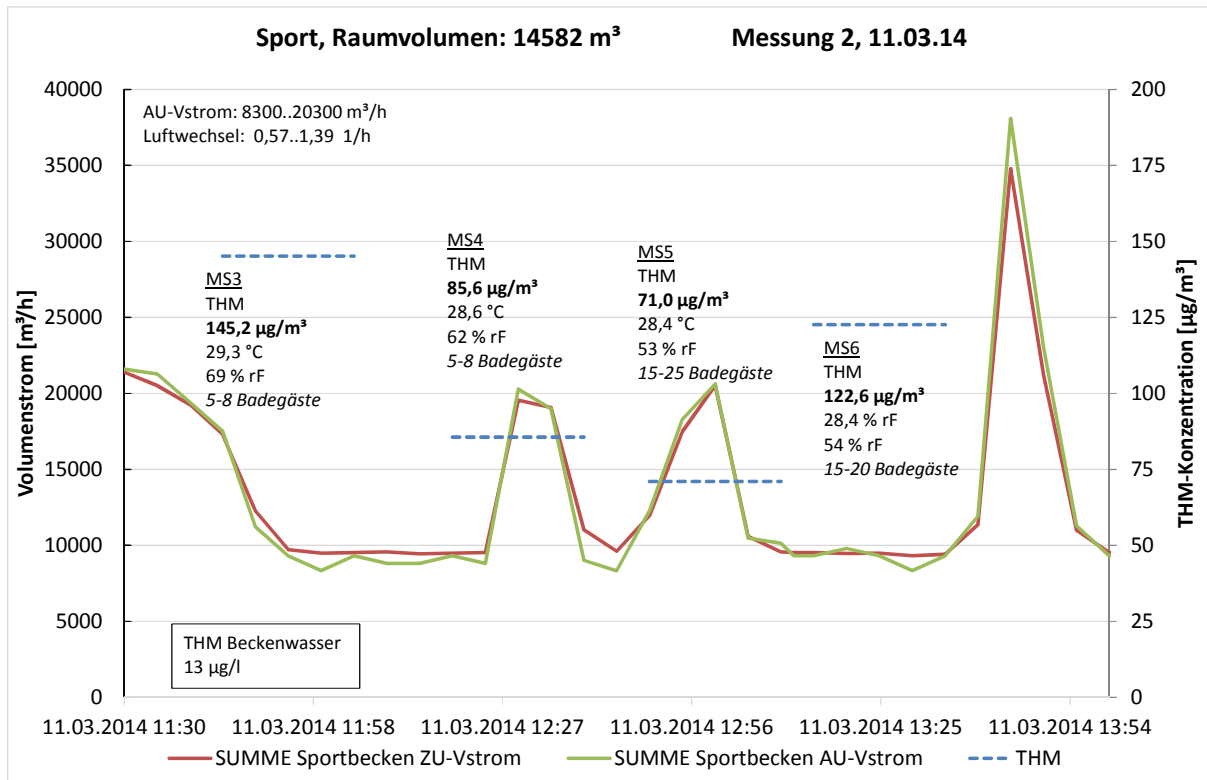 Sport, Raumvolumen: 14582 m³ Messung 2, 11.03.14
AU-Vstrom: 8300..20300 m³/h
Luftwechsel: 0,57..1,39 1/h
Volumenstrom [m³/h]
40000
35000
30000
25000
20000
15000
10000
5000
0
MS3
THM
145,2 µg/m³
29,3 °C
69 % rF
5-8 Badegäste
MS4
THM
85,6 µg/m³
28,6 °C
62 % rF
5-8 Badegäste
MS5
THM
71,0 µg/m³
28,4 °C
53 % rF
15-25 Badegäste
MS6
THM
122,6 µg/m³
28,4 % rF
54 % rF
15-20 Badegäste
THM Beckenwasser
13 µg/l
200
175
150
125
100
75
50
25
0
THM-Konzentration [µg/m³]
11.03.2014 11:30 11.03.2014 11:58 11.03.2014 12:27 11.03.2014 12:56 11.03.2014 13:25 11.03.2014 13:54
SUMME Sportbecken ZU-Vstrom SUMME Sportbecken AU-Vstrom THM